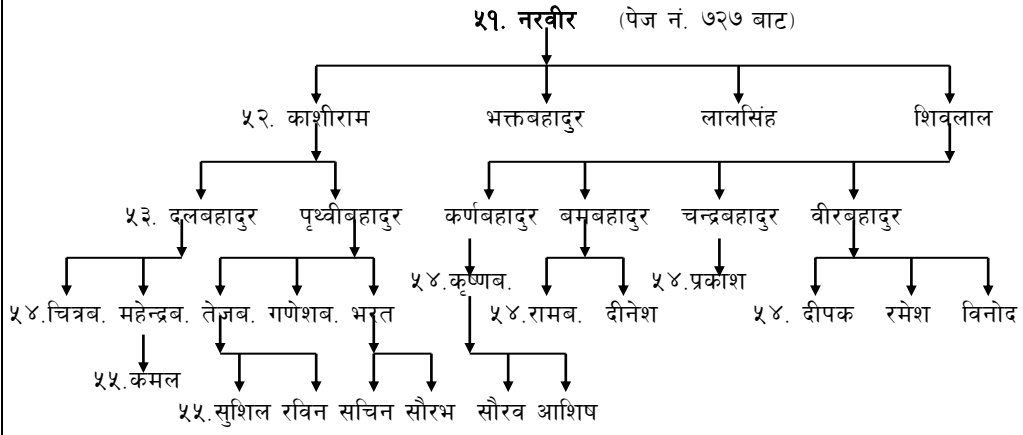 ५१. नरवीर (पेज नं. ७२७ बाट)
५२. काशीराम भक्तबहादुर लालसिंह शिवलाल
५३. दलबहादुर पृथ्वीबहादुर कर्णबहादुर बमबहादुर चन्द्रबहादुर वीरबहादुर
५४.कृष्णब. ५४.प्रकाश
५४.चित्रब. महेन्द्रब. तेजब. गणेशब. भरत ५४.रामब. दीनेश ५४. दीपक रमेश विनोद
५५.कमल
५५.सुशिल रविन सचिन सौरभ सौरव आशिष